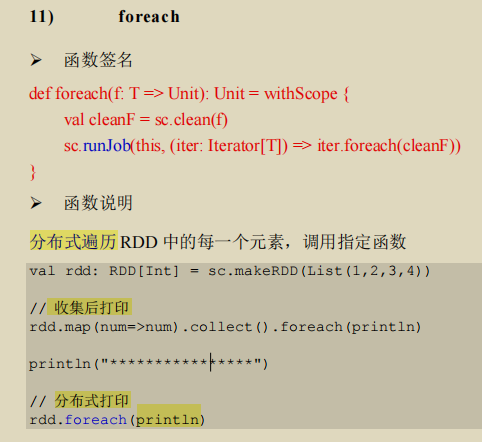 11) foreach
➢ 函数签名
def foreach(f: T => Unit): Unit = withScope {
val cleanF = sc.clean(f)
sc.runJob(this, (iter: Iterator[T]) => iter.foreach(cleanF))
}
➢ 函数说明
分布式遍历 RDD 中的每一个元素，调用指定函数
val rdd: RDD[Int] = sc.makeRDD(List(1,2,3,4))
// 收集后打印
rdd.map(num=>num).collect().foreach(println)
println("****************")
// 分布式打印
rdd.foreach(println)